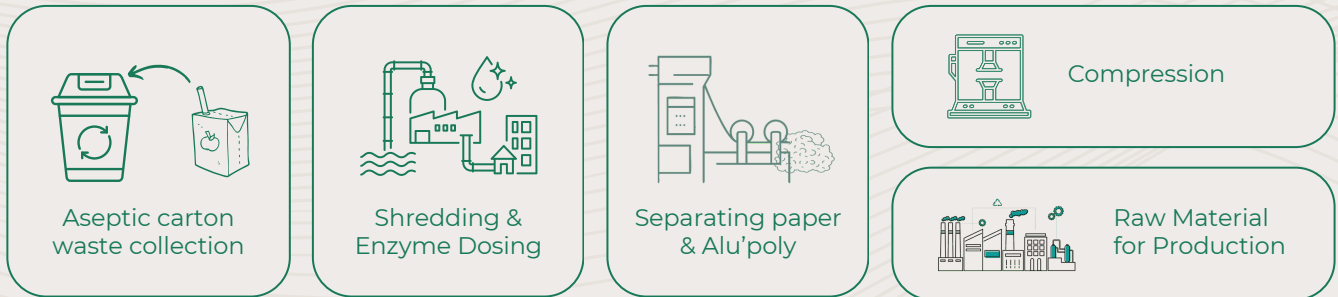 Aseptic carton
waste collection
Shredding &
Enzyme Dosing
Separating paper
& Alu'poly
Compression
Raw Material
for Production